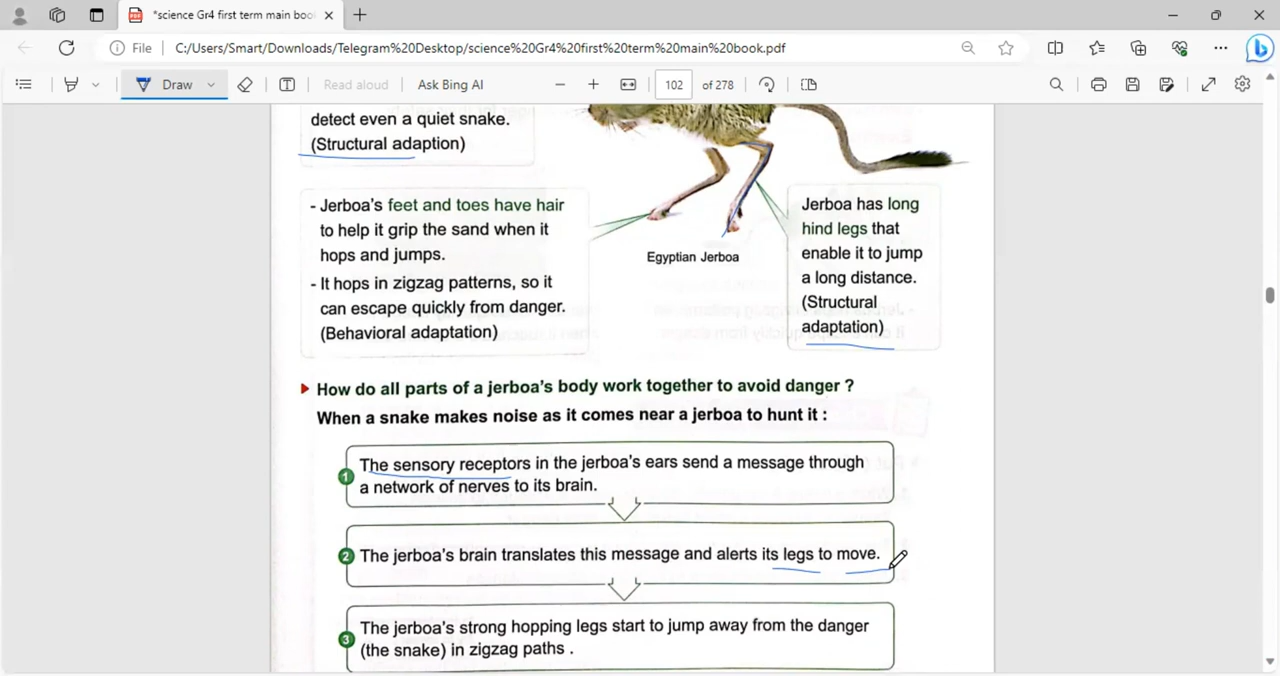 *science Gr4 first term main boo
File
C:/Users/Smart/Downloads/Telegram%20Desktop/science%20Gr4%20first%20term%20main%20book.pdf
Draw
Read aloud
Ask Bing AI
102
of 278
detect even a quiet snake.
(Structural adaption)
- Jerboa's feet and toes have hair
to help it grip the sand when it
hops and jumps.
- It hops in zigzag patterns, so it
can escape quickly from danger.
(Behavioral adaptation)
Egyptian Jerboa
Jerboa has long
hind legs that
enable it to jump
a long distance.
(Structural
adaptation)
How do all parts of a jerboa's body work together to avoid danger ?
When a snake makes noise as it comes near a jerboa to hunt it :
1 The sensory receptors in the jerboa's ears send a message through
a network of nerves to its brain.
2 The jerboa's brain translates this message and alerts its legs to move.
3 The jerboa's strong hopping legs start to jump away from the danger
(the snake) in zigzag paths .